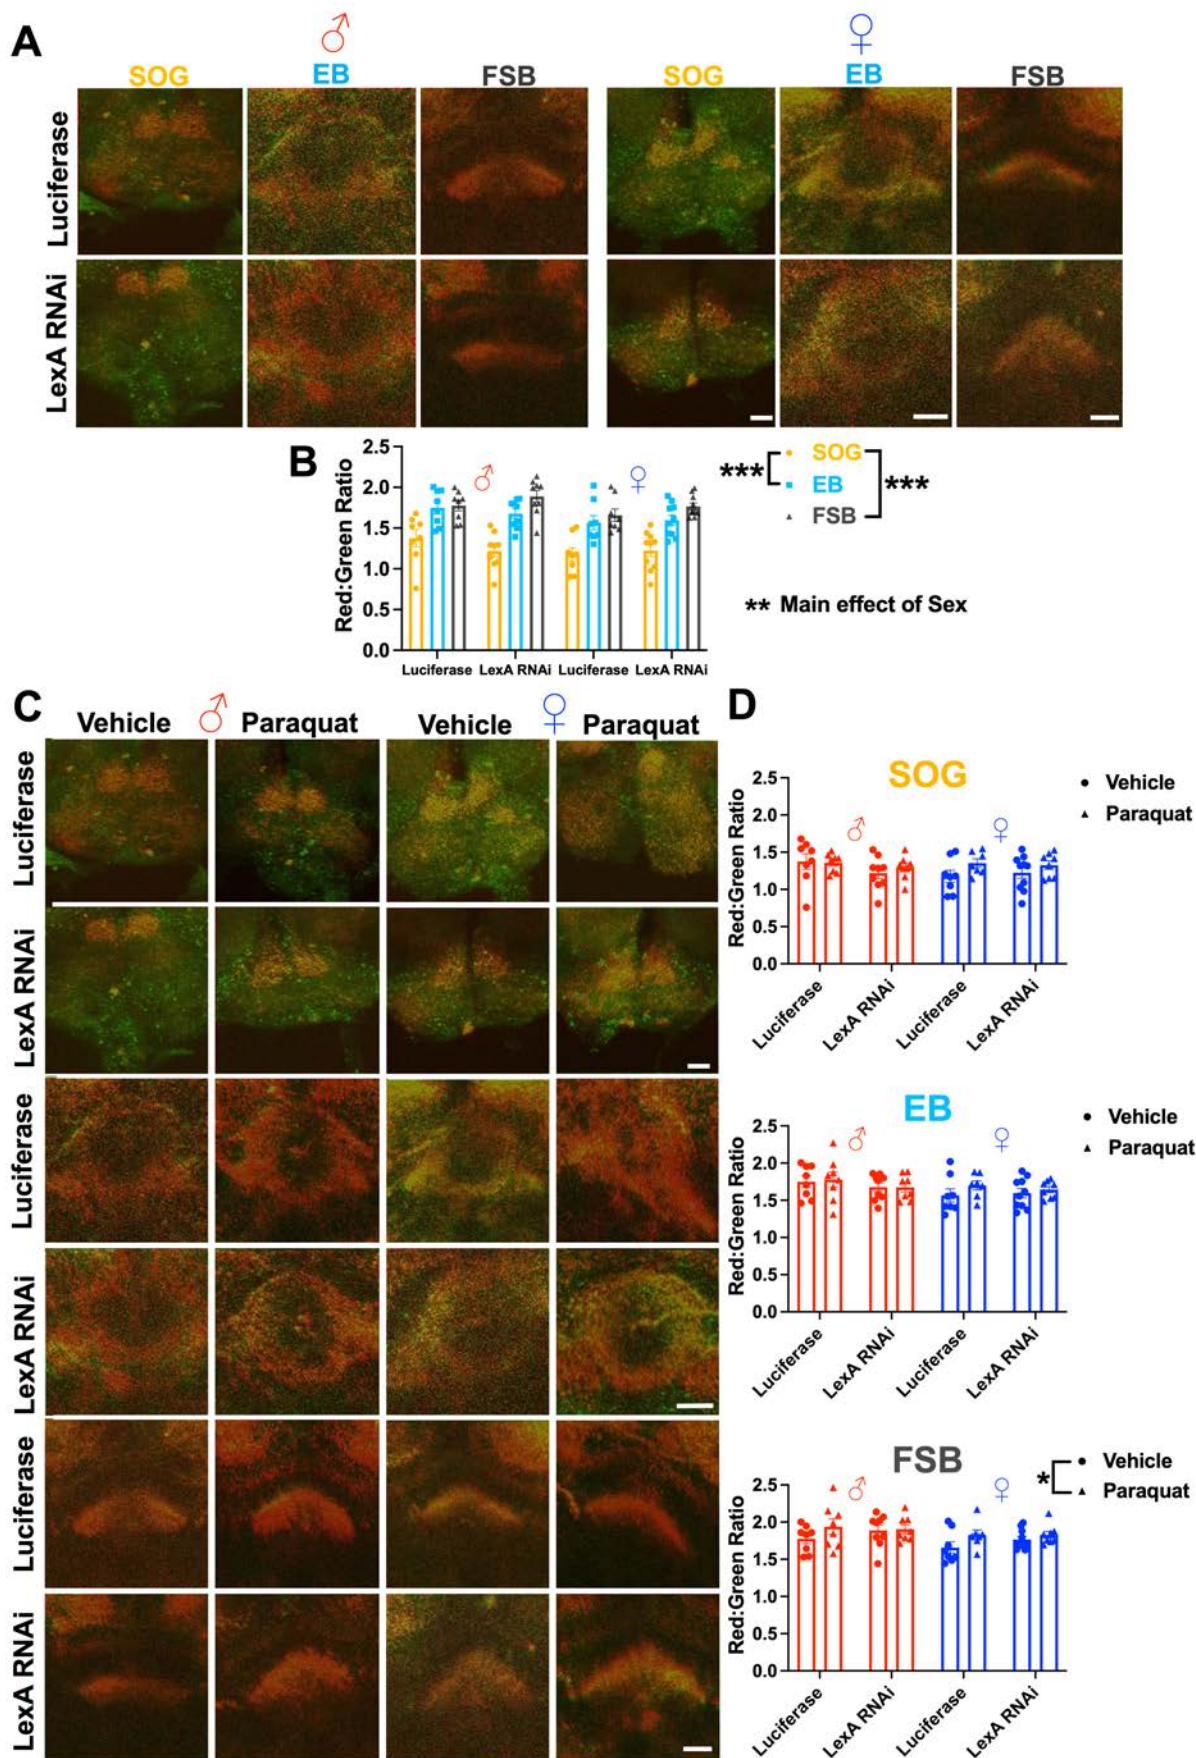 A
♂
♀
SOG EB FSB SOG EB FSB
Luciferase
LexA RNAi
B
Red:Green Ratio
2.5
2.0
1.5
1.0
0.5
0.0
♂
♀
Luciferase LexA RNAi Luciferase LexA RNAi
*** SOG
EB ***
FSB
** Main effect of Sex
C
Vehicle ♂ Paraquat Vehicle ♀ Paraquat
Luciferase
LexA RNAi
Luciferase
LexA RNAi
Luciferase
LexA RNAi
D
SOG
Red:Green Ratio
2.5
2.0
1.5
1.0
0.5
0.0
♂
♀
Vehicle
Paraquat
Luciferase LexA RNAi Luciferase LexA RNAi
EB
Red:Green Ratio
2.5
2.0
1.5
1.0
0.5
0.0
♂
♀
Vehicle
Paraquat
Luciferase LexA RNAi Luciferase LexA RNAi
FSB
Red:Green Ratio
2.5
2.0
1.5
1.0
0.5
0.0
♂
♀
* Vehicle
Paraquat
Luciferase LexA RNAi Luciferase LexA RNAi